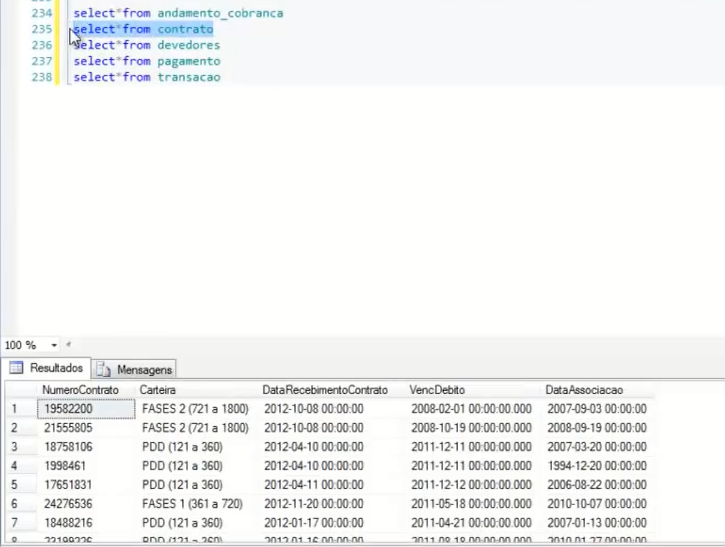 234 select*from andamento_cobranca
235 select*from contrato
236 select*from devedores
237 select*from pagamento
238 select*from transacao
100 %
Resultados Mensagens
NumeroContrato Carteira DataRecebimentoContrato VencDebito DataAssociacao
1 19582200 FASES 2 (721 a 1800) 2012-10-08 00:00:00 2008-02-01 00:00:00.000 2007-09-03 00:00:00
2 21555805 FASES 2 (721 a 1800) 2012-10-08 00:00:00 2008-10-19 00:00:00.000 2008-09-19 00:00:00
3 18758106 PDD (121 a 360) 2012-04-10 00:00:00 2011-12-11 00:00:00.000 2007-03-20 00:00:00
4 1998461 PDD (121 a 360) 2012-04-10 00:00:00 2011-12-11 00:00:00.000 1994-12-20 00:00:00
5 17651831 PDD (121 a 360) 2012-04-11 00:00:00 2011-12-12 00:00:00.000 2006-08-22 00:00:00
6 24276536 FASES 1 (361 a 720) 2012-11-20 00:00:00 2011-05-18 00:00:00.000 2010-10-07 00:00:00
7 18488216 PDD (121 a 360) 2012-01-17 00:00:00 2011-04-21 00:00:00.000 2007-01-13 00:00:00